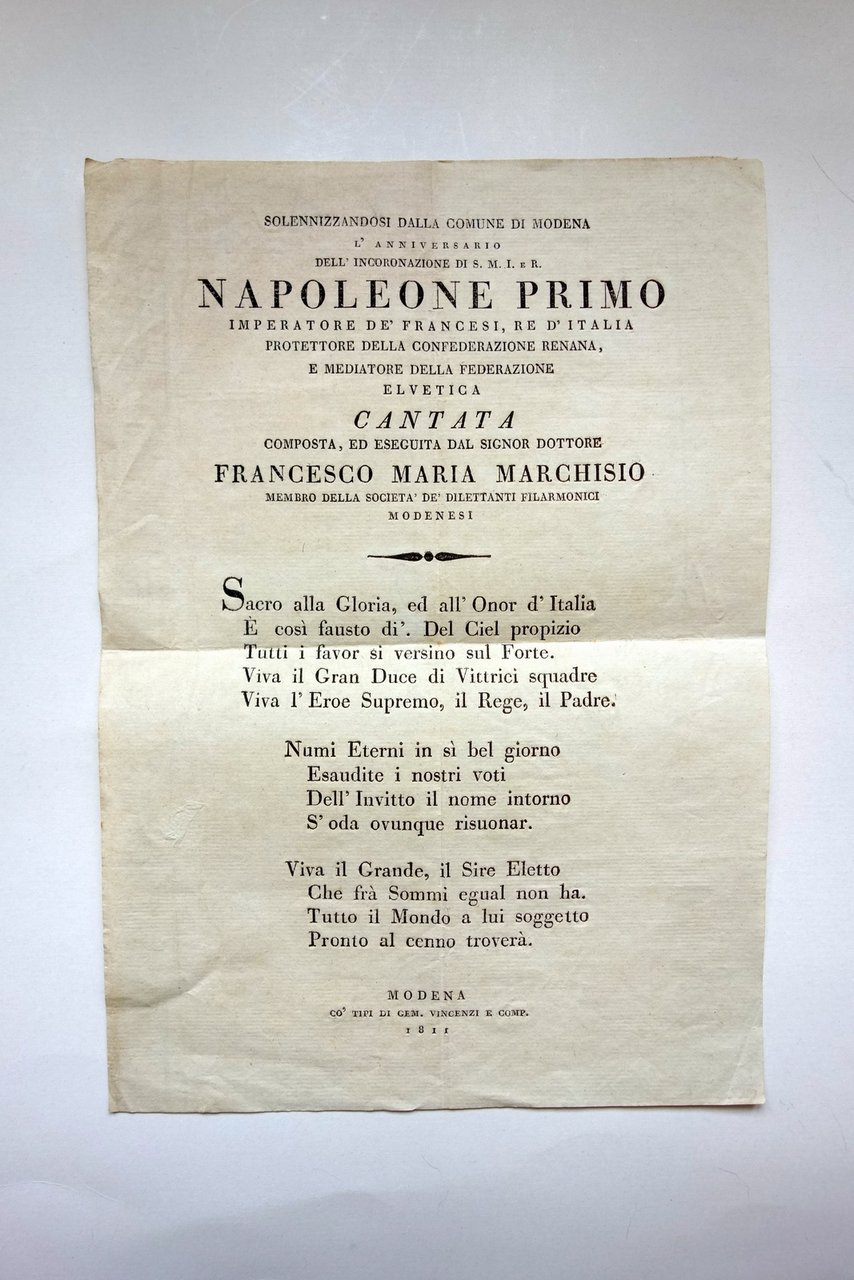 SOLENNIZZANDOSI DALLA COMUNE DI MODENA
L' ANNIVERSARIO
DELL' INCORONAZIONE DI S. M. I. E R.
NAPOLEONE PRIMO
IMPERATORE DE' FRANCESI, RE D' ITALIA
PROTETTORE DELLA CONFEDERAZIONE RENANA,
E MEDIATORE DELLA FEDERAZIONE
ELVETICA
CANTATA
COMPOSTA, ED ESEGUITA DAL SIGNOR DOTTORE
FRANCESCO MARIA MARCHISIO
MEMBRO DELLA SOCIETA' DE' DILETTANTI FILARMONICI
MODENESI
Sacro alla Gloria, ed all' Onor d' Italia
È così fausto di'. Del Ciel propizio
Tutti i favor si versino sul Forte.
Viva il Gran Duce di Vittrici squadre
Viva l' Eroe Supremo, il Rege, il Padre.
Numi Eterni in sì bel giorno
Esaudite i nostri voti
Dell' Invitto il nome intorno
S' oda ovunque risuonar.
Viva il Grande, il Sire Eletto
Che frà Sommi egual non ha.
Tutto il Mondo a lui soggetto
Pronto al cenno troverà.
MODENA
CO' TIPI DI GEM. VINCENZI E COMP.
1811